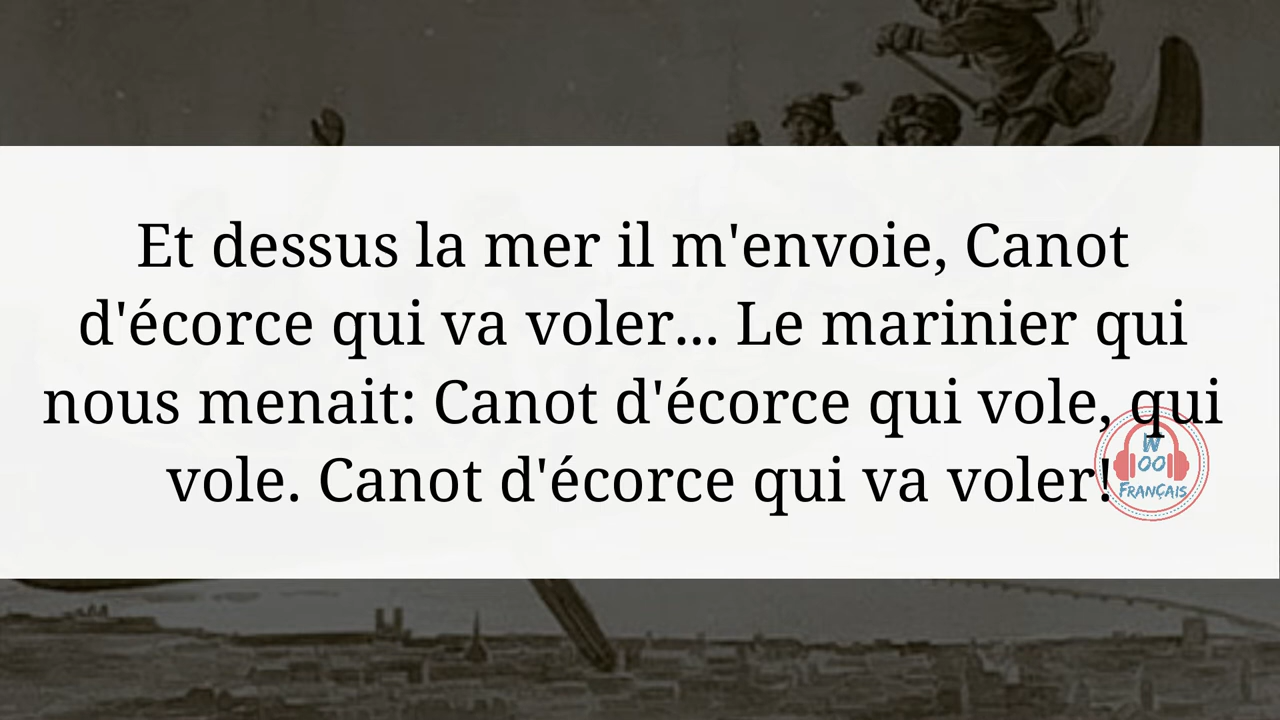 Et dessus la mer il m'envoie, Canot
d'écorce qui va voler... Le marinier qui
nous menait: Canot d'écorce qui vole, qui
vole. Canot d'écorce qui va voler!
W
OO
FRANÇAIS